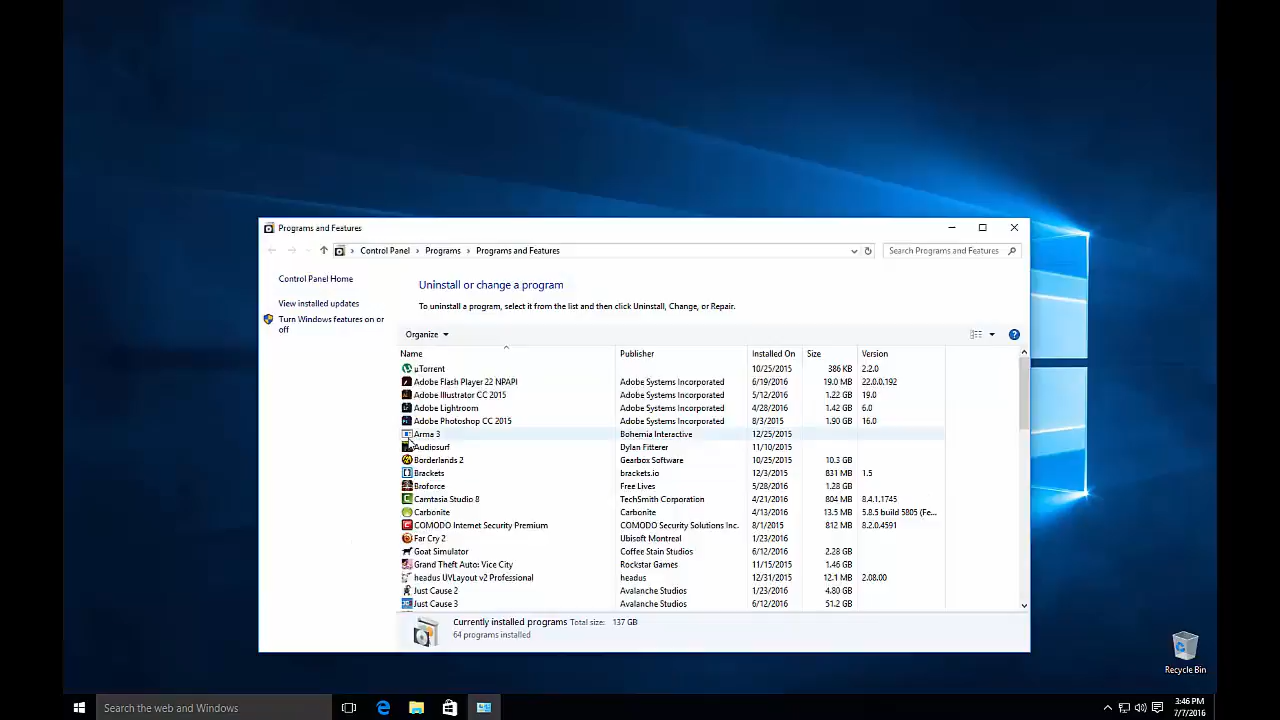 Programs and Features
Control Panel > Programs > Programs and Features
Search Programs and Features
Control Panel Home
View installed updates
Turn Windows features on or
off
Uninstall or change a program
To uninstall a program, select it from the list and then click Uninstall, Change, or Repair.
Organize
Name Publisher Installed On Size Version
µTorrent 10/25/2015 386 KB 2.2.0
Adobe Flash Player 22 NPAPI Adobe Systems Incorporated 6/19/2016 19.0 MB 22.0.0.192
Adobe Illustrator CC 2015 Adobe Systems Incorporated 5/12/2016 1.22 GB 19.0
Adobe Lightroom Adobe Systems Incorporated 4/28/2016 1.42 GB 6.0
Adobe Photoshop CC 2015 Adobe Systems Incorporated 8/3/2015 1.90 GB 16.0
Arma 3 Bohemia Interactive 12/25/2015
Audiosurf Dylan Fitterer 11/10/2015
Borderlands 2 Gearbox Software 10/25/2015 10.3 GB
Brackets brackets.io 12/3/2015 831 MB 1.5
Broforce Free Lives 5/28/2016 1.28 GB
Camtasia Studio 8 TechSmith Corporation 4/21/2016 804 MB 8.4.1.1745
Carbonite Carbonite 4/13/2016 13.5 MB 5.8.5 build 5805 (Fe...
COMODO Internet Security Premium COMODO Security Solutions Inc. 8/1/2015 812 MB 8.2.0.4591
Far Cry 2 Ubisoft Montreal 1/23/2016
Goat Simulator Coffee Stain Studios 6/12/2016 2.28 GB
Grand Theft Auto: Vice City Rockstar Games 11/15/2015 1.46 GB
headus UVLayout v2 Professional headus 12/31/2015 12.1 MB 2.08.00
Just Cause 2 Avalanche Studios 1/23/2016 4.80 GB
Just Cause 3 Avalanche Studios 6/12/2016 51.2 GB
Currently installed programs Total size: 137 GB
64 programs installed
Recycle Bin
Search the web and Windows
3:46 PM
7/7/2016